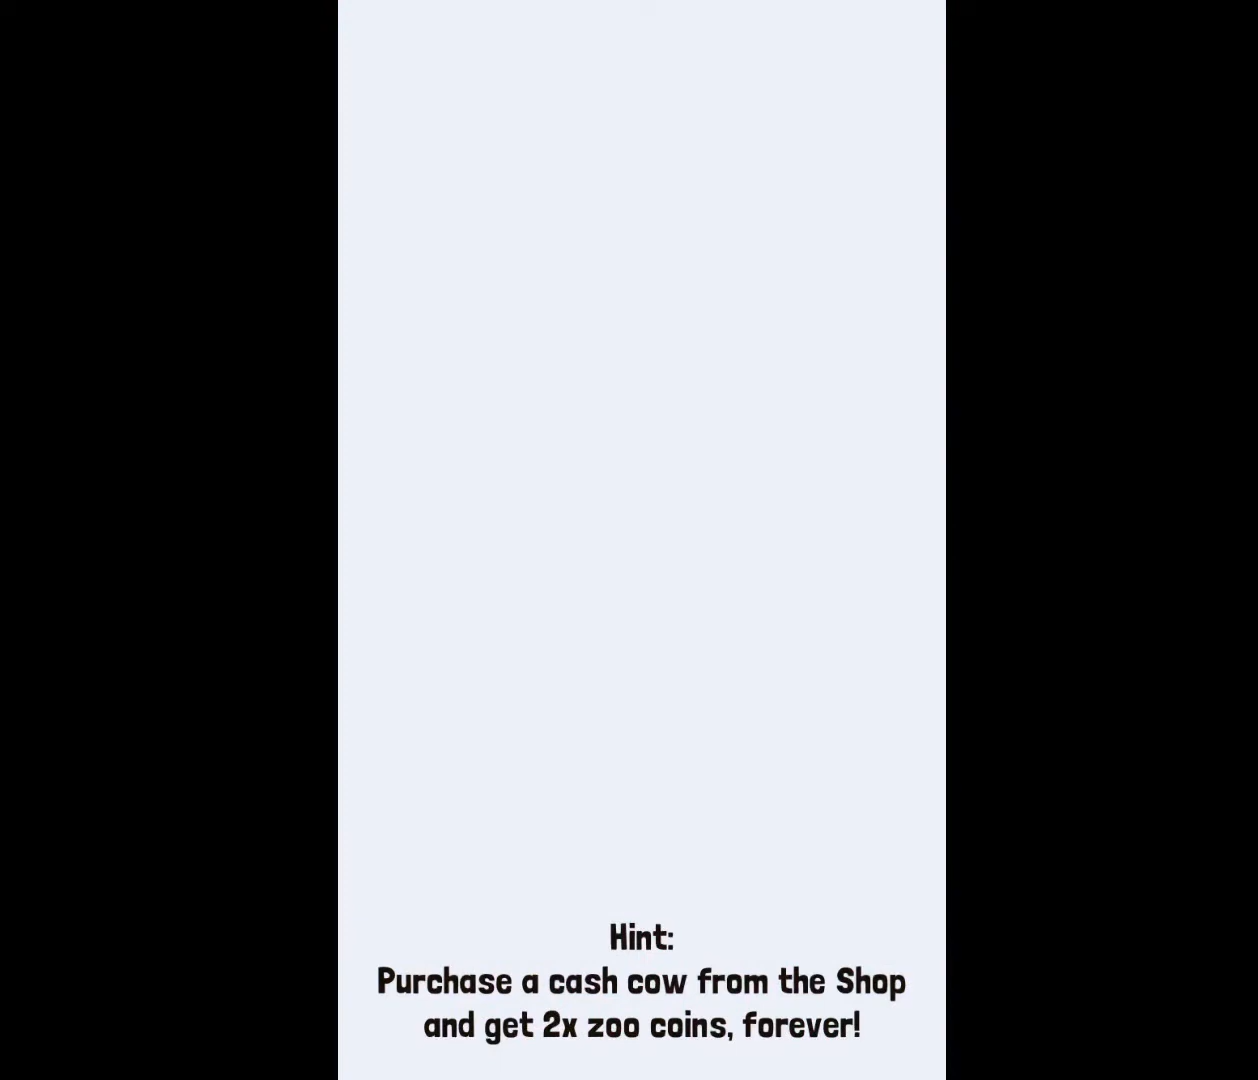 Hint:
Purchase a cash cow from the Shop
and get 2x zoo coins, forever!